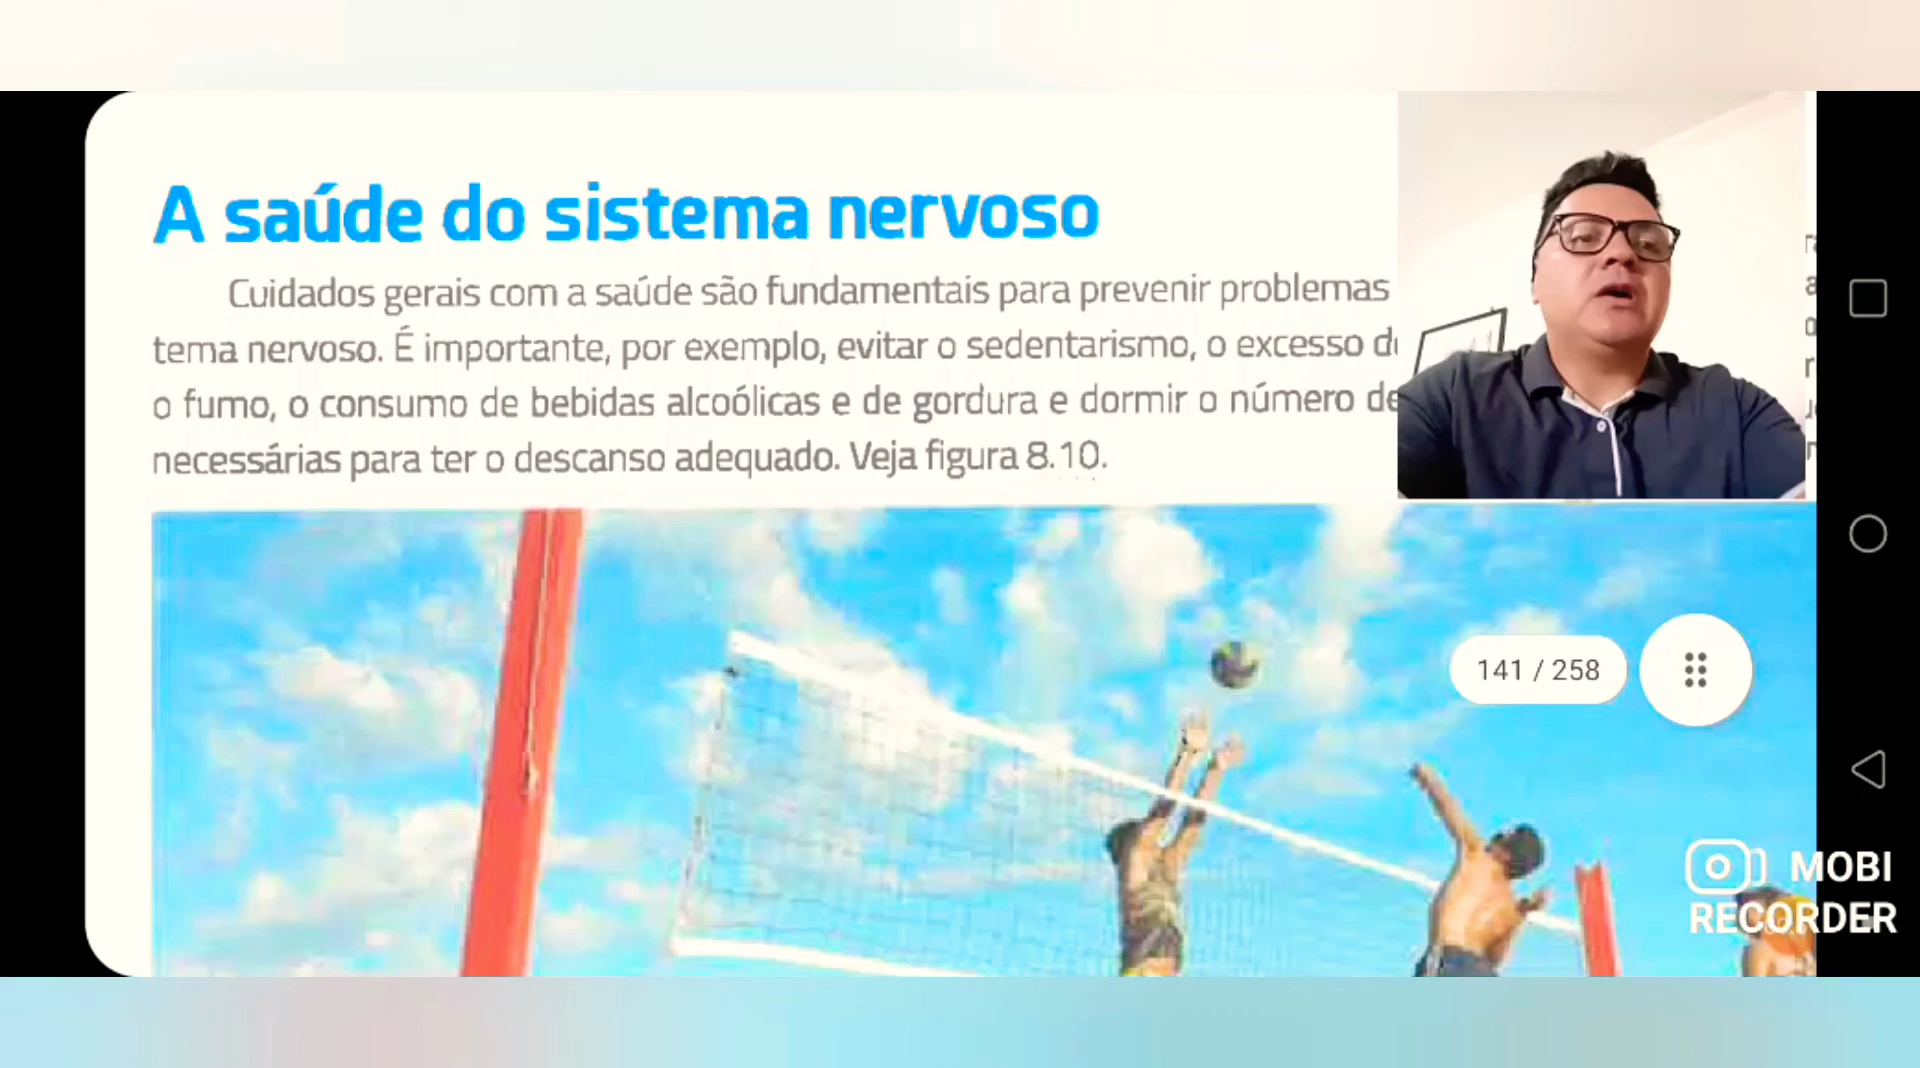 A saúde do sistema nervoso
Cuidados gerais com a saúde são fundamentais para prevenir problemas
tema nervoso. É importante, por exemplo, evitar o sedentarismo, o excesso
o fumo, o consumo de bebidas alcoólicas e de gordura e dormir o número de
necessárias para ter o descanso adequado. Veja figura 8.10.
141 / 258
MOBI
RECORDER